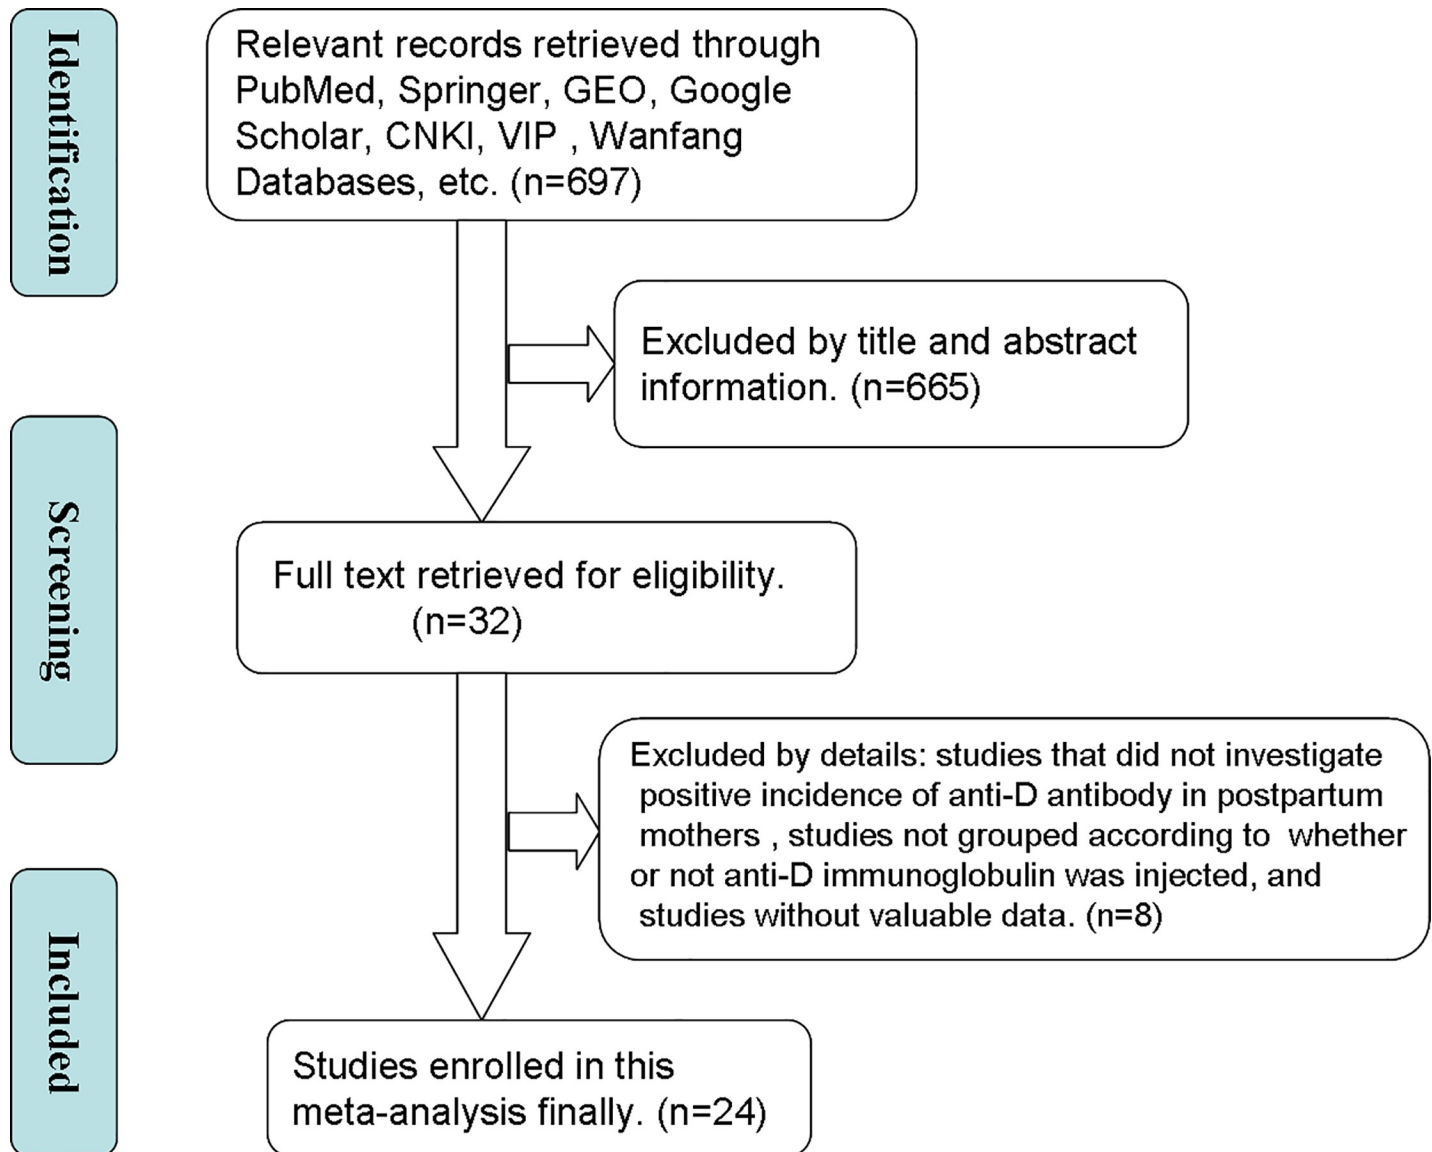 Identification
Relevant records retrieved through
PubMed, Springer, GEO, Google
Scholar, CNKI, VIP , Wanfang
Databases, etc. (n=697)
Excluded by title and abstract
information. (n=665)
Screening
Full text retrieved for eligibility.
(n=32)
Excluded by details: studies that did not investigate
positive incidence of anti-D antibody in postpartum
mothers , studies not grouped according to whether
or not anti-D immunoglobulin was injected, and
studies without valuable data. (n=8)
Included
Studies enrolled in this
meta-analysis finally. (n=24)